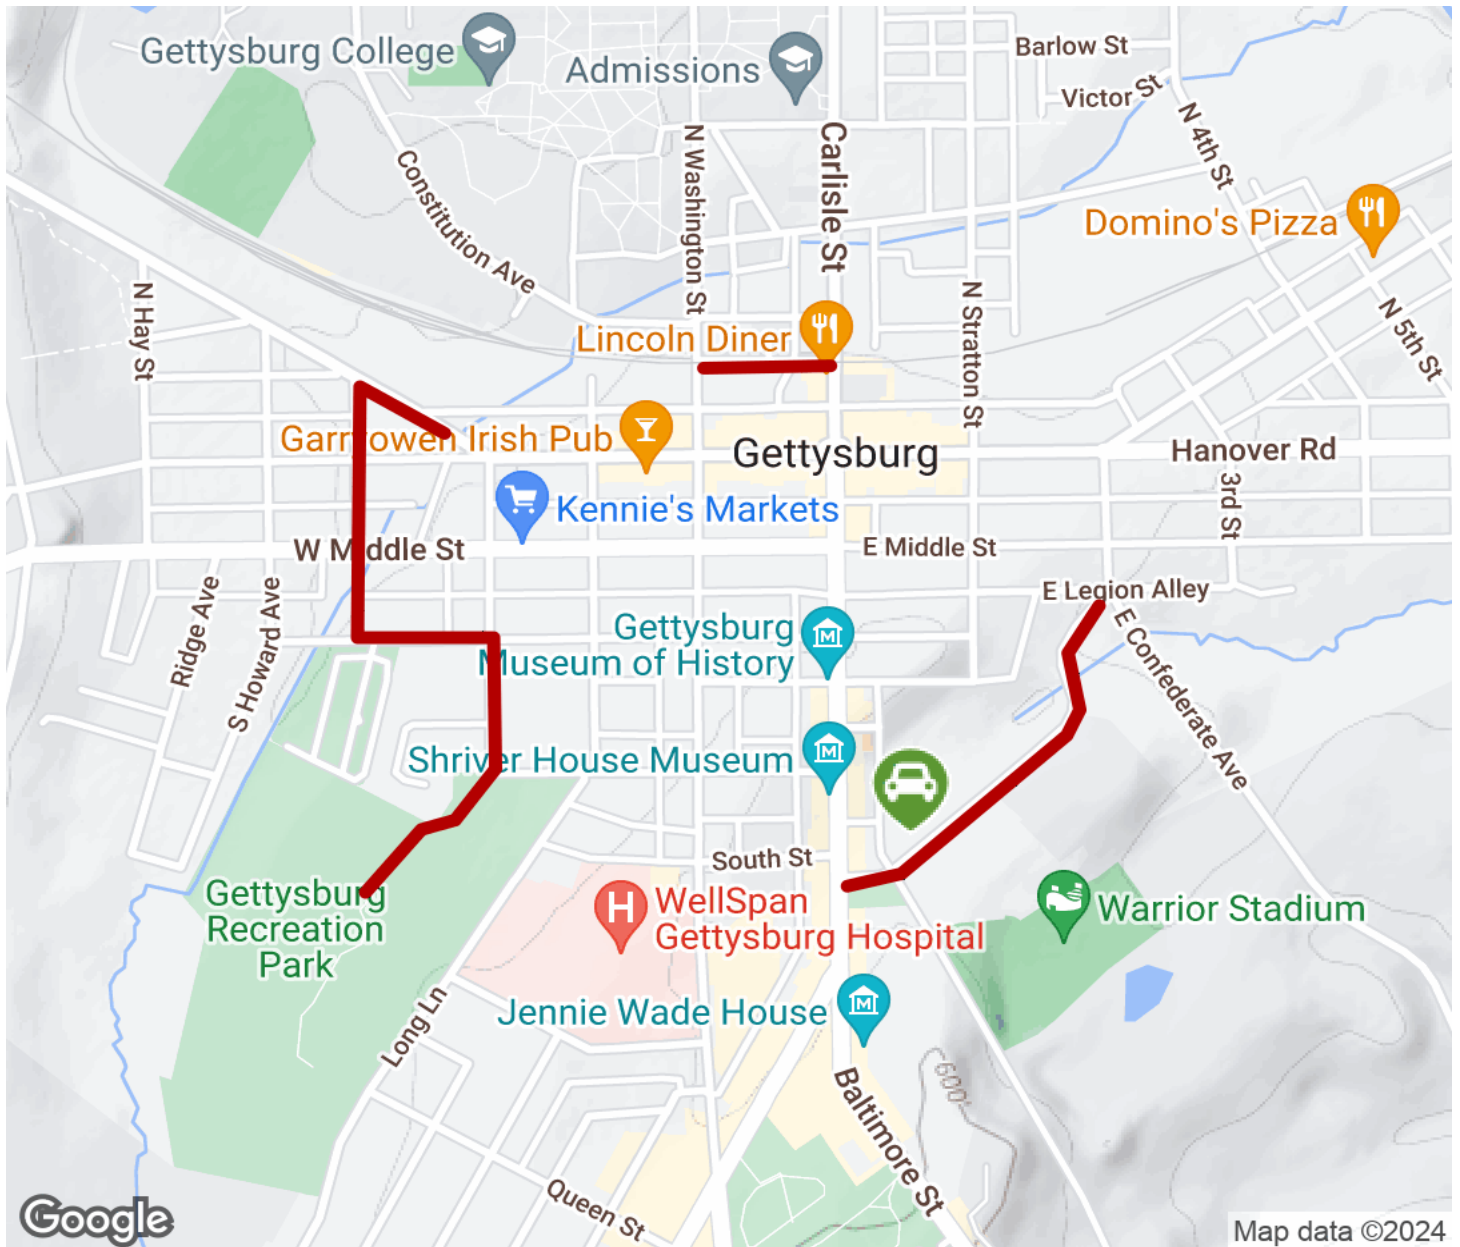 Gettysburg College
Admissions
Barlow St
Victor St
N 4th St
Constitution Ave
N Washington St
Carlisle St
Domino's Pizza
N Hay St
N Stratton St
N 5th St
Lincoln Diner
Garryowen Irish Pub
Gettysburg
Hanover Rd
3rd St
Kennie's Markets
W Middle St
E Middle St
E Legion Alley
Ridge Ave
S Howard Ave
Gettysburg
Museum of History
E Confederate Ave
Shriver House Museum
South St
Gettysburg
Recreation
Park
WellSpan
Gettysburg Hospital
Warrior Stadium
Long Ln
Jennie Wade House
600'
Baltimore St
Queen St
Google
Map data ©2024